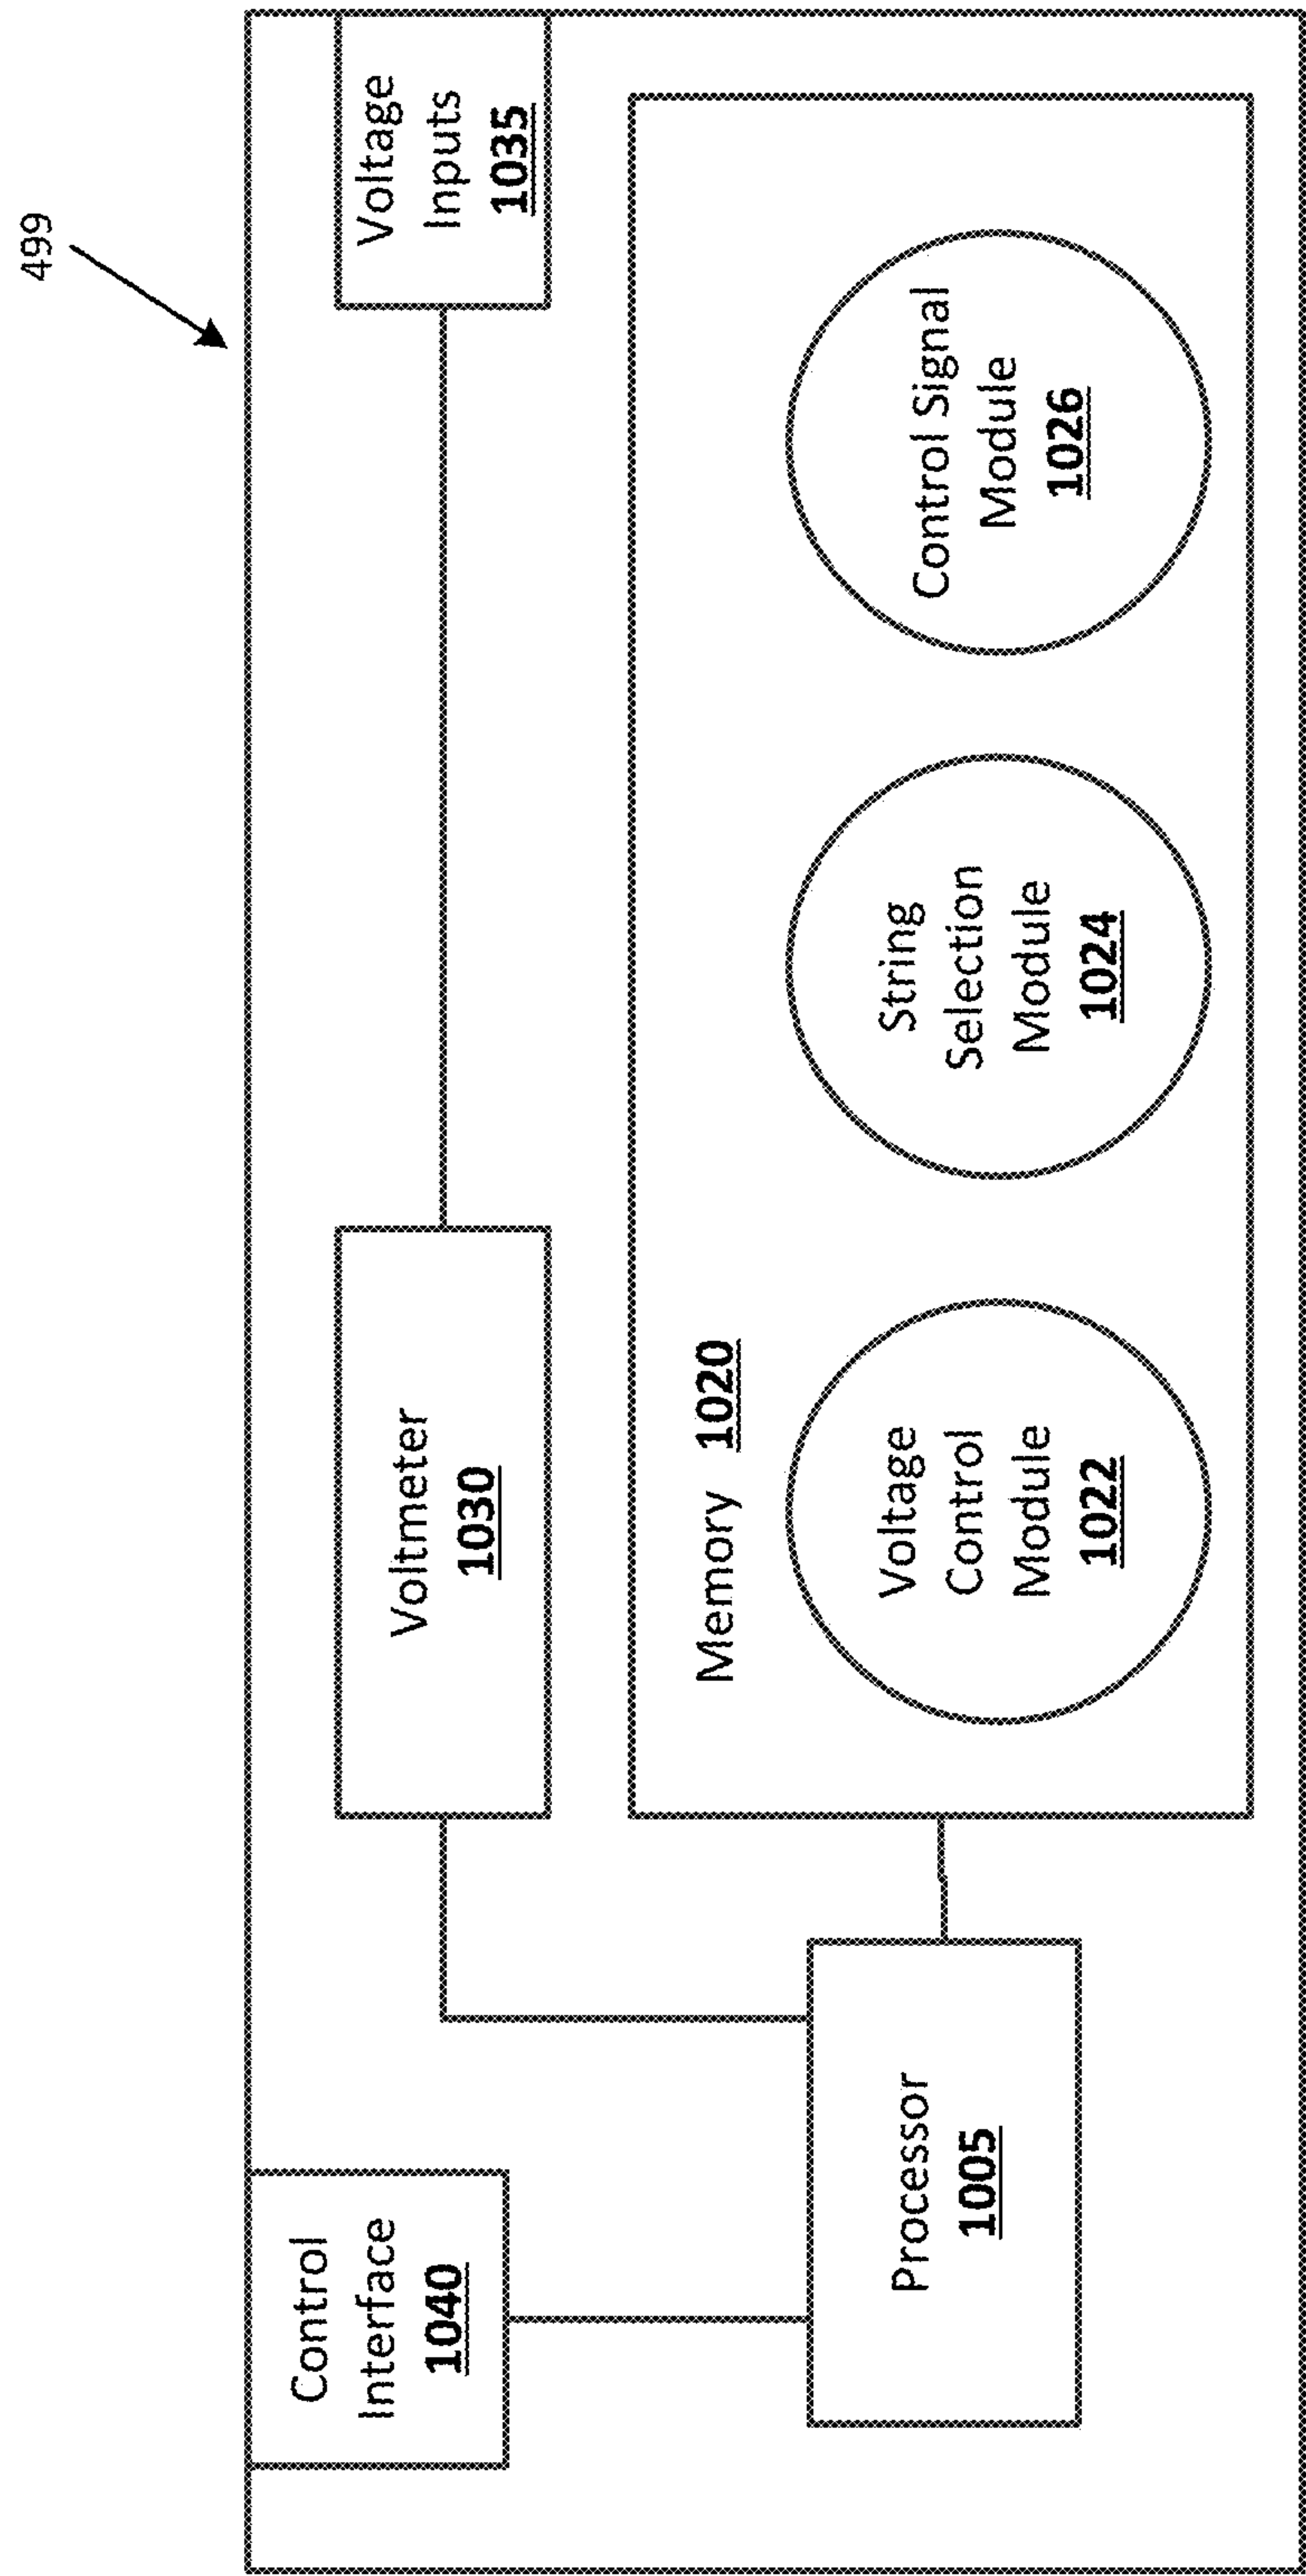 499
Control
Interface
1040
Voltmeter
1030
Voltage
Inputs
1035
Processor
1005
Memory 1020
Voltage
Control
Module
1022
String
Selection
Module
1024
Control Signal
Module
1026